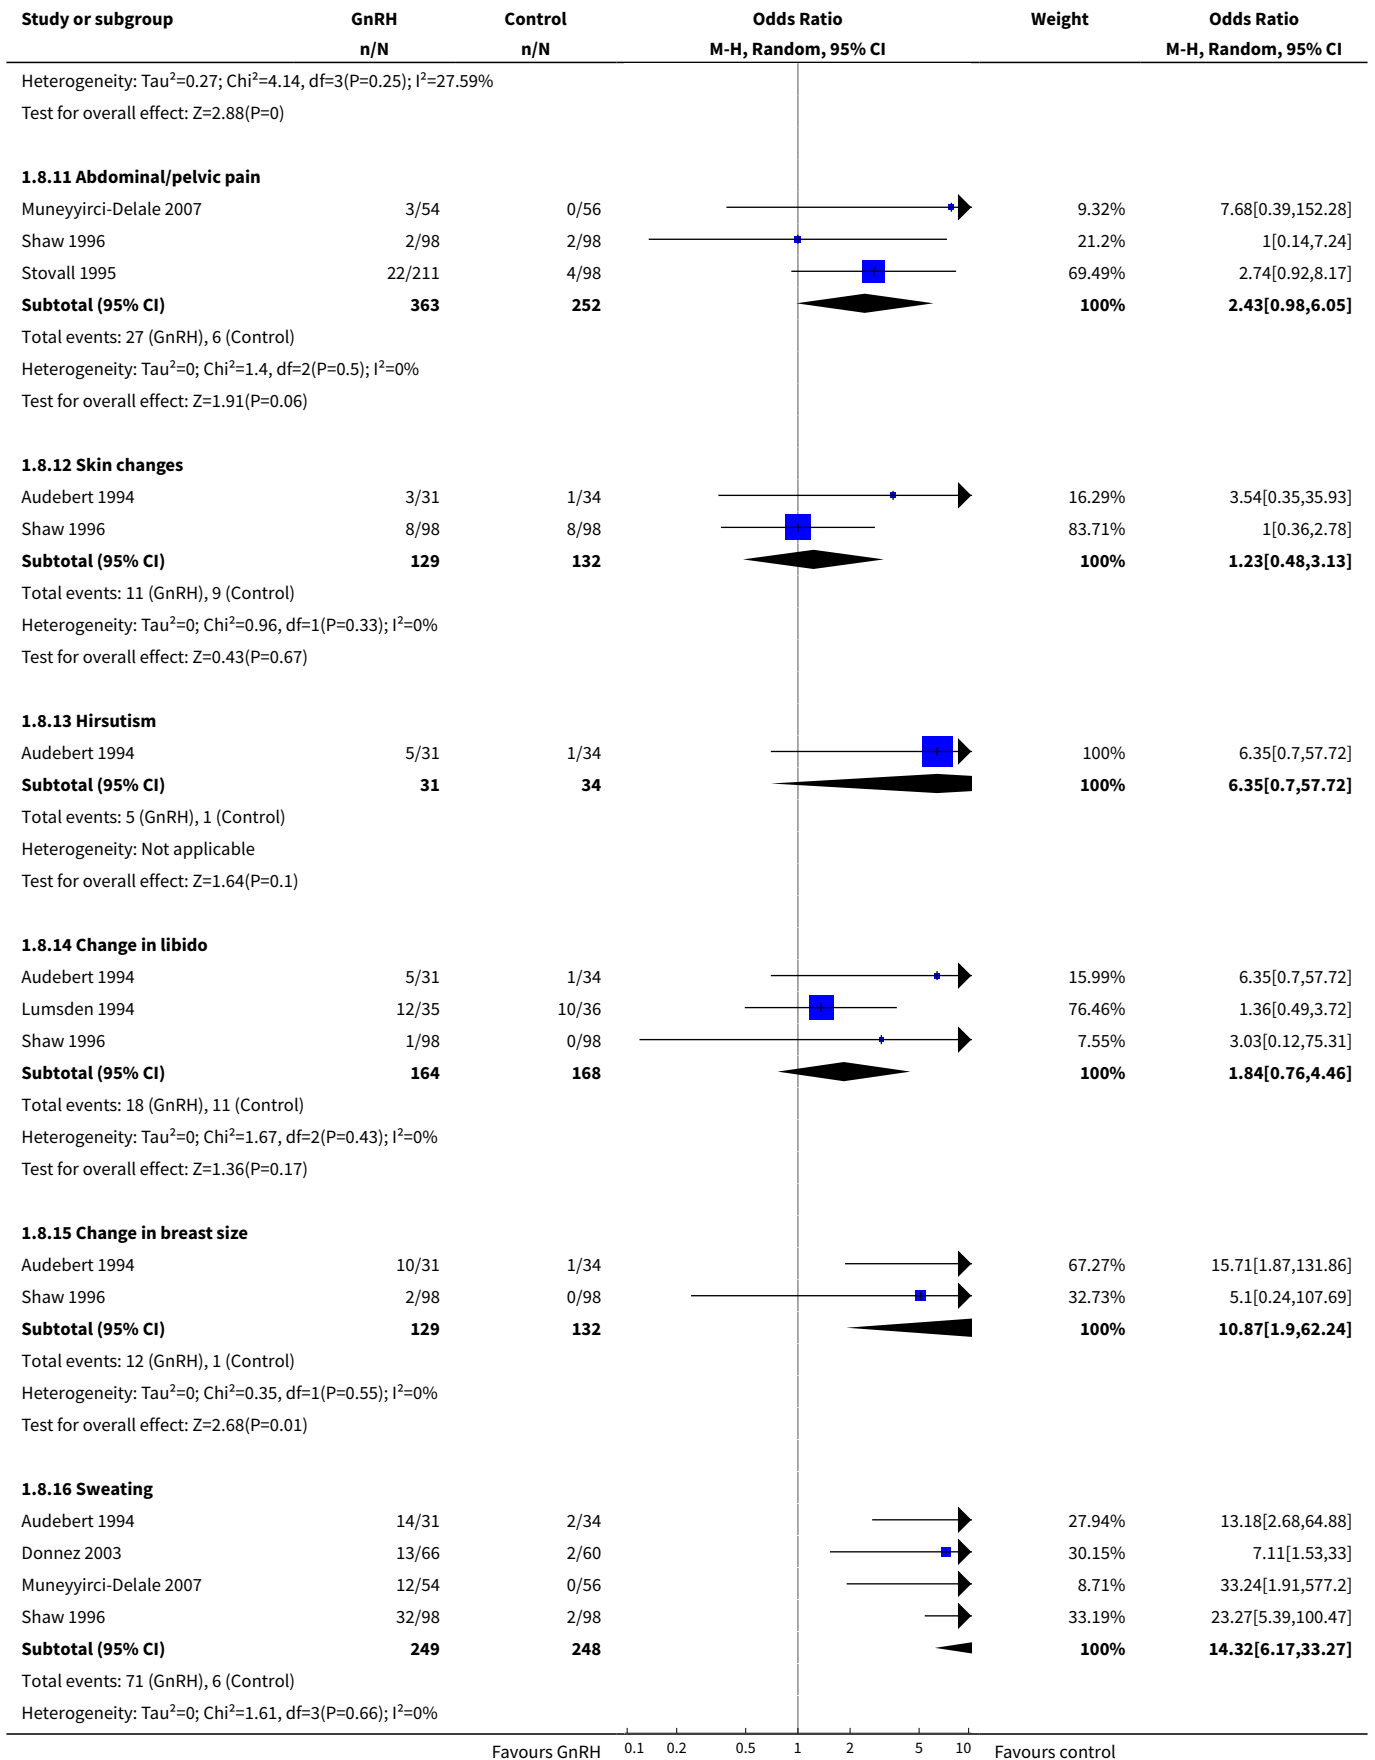 Study or subgroup GnRH Control Odds Ratio Weight Odds Ratio
n/N n/N M-H, Random, 95% CI M-H, Random, 95% CI
Heterogeneity: Tau²=0.27; Chi²=4.14, df=3(P=0.25); I²=27.59%
Test for overall effect: Z=2.88(P=0)
1.8.11 Abdominal/pelvic pain
Muneyyirci-Delale 2007 3/54 0/56 9.32% 7.68[0.39,152.28]
Shaw 1996 2/98 2/98 21.2% 1[0.14,7.24]
Stovall 1995 22/211 4/98 69.49% 2.74[0.92,8.17]
Subtotal (95% CI) 363 252 100% 2.43[0.98,6.05]
Total events: 27 (GnRH), 6 (Control)
Heterogeneity: Tau²=0; Chi²=1.4, df=2(P=0.5); I²=0%
Test for overall effect: Z=1.91(P=0.06)
1.8.12 Skin changes
Audebert 1994 3/31 1/34 16.29% 3.54[0.35,35.93]
Shaw 1996 8/98 8/98 83.71% 1[0.36,2.78]
Subtotal (95% CI) 129 132 100% 1.23[0.48,3.13]
Total events: 11 (GnRH), 9 (Control)
Heterogeneity: Tau²=0; Chi²=0.96, df=1(P=0.33); I²=0%
Test for overall effect: Z=0.43(P=0.67)
1.8.13 Hirsutism
Audebert 1994 5/31 1/34 100% 6.35[0.7,57.72]
Subtotal (95% CI) 31 34 100% 6.35[0.7,57.72]
Total events: 5 (GnRH), 1 (Control)
Heterogeneity: Not applicable
Test for overall effect: Z=1.64(P=0.1)
1.8.14 Change in libido
Audebert 1994 5/31 1/34 15.99% 6.35[0.7,57.72]
Lumsden 1994 12/35 10/36 76.46% 1.36[0.49,3.72]
Shaw 1996 1/98 0/98 7.55% 3.03[0.12,75.31]
Subtotal (95% CI) 164 168 100% 1.84[0.76,4.46]
Total events: 18 (GnRH), 11 (Control)
Heterogeneity: Tau²=0; Chi²=1.67, df=2(P=0.43); I²=0%
Test for overall effect: Z=1.36(P=0.17)
1.8.15 Change in breast size
Audebert 1994 10/31 1/34 67.27% 15.71[1.87,131.86]
Shaw 1996 2/98 0/98 32.73% 5.1[0.24,107.69]
Subtotal (95% CI) 129 132 100% 10.87[1.9,62.24]
Total events: 12 (GnRH), 1 (Control)
Heterogeneity: Tau²=0; Chi²=0.35, df=1(P=0.55); I²=0%
Test for overall effect: Z=2.68(P=0.01)
1.8.16 Sweating
Audebert 1994 14/31 2/34 27.94% 13.18[2.68,64.88]
Donnez 2003 13/66 2/60 30.15% 7.11[1.53,33]
Muneyyirci-Delale 2007 12/54 0/56 8.71% 33.24[1.91,577.2]
Shaw 1996 32/98 2/98 33.19% 23.27[5.39,100.47]
Subtotal (95% CI) 249 248 100% 14.32[6.17,33.27]
Total events: 71 (GnRH), 6 (Control)
Heterogeneity: Tau²=0; Chi²=1.61, df=3(P=0.66); I²=0%
Favours GnRH 0.1 0.2 0.5 1 2 5 10 Favours control